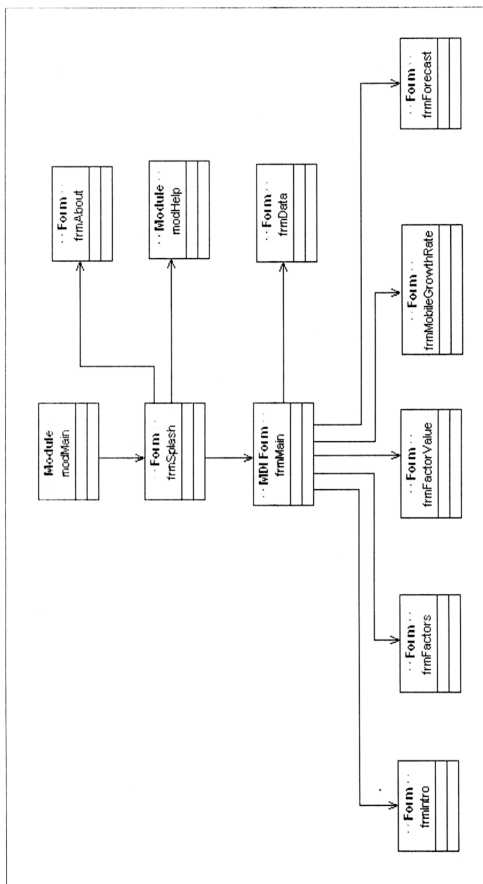 Module
modMain
·· Form ··
frmSplash
·· Form ··
frmAbout
·· Module ··
modHelp
·· MDI Form ··
frmMain
·· Form ··
frmData
·· Form ··
frmIntro
·· Form ··
frmFactors
·· Form ··
frmFactorValue
·· Form ··
frmMobileGrowthRate
·· Form ··
frmForecast